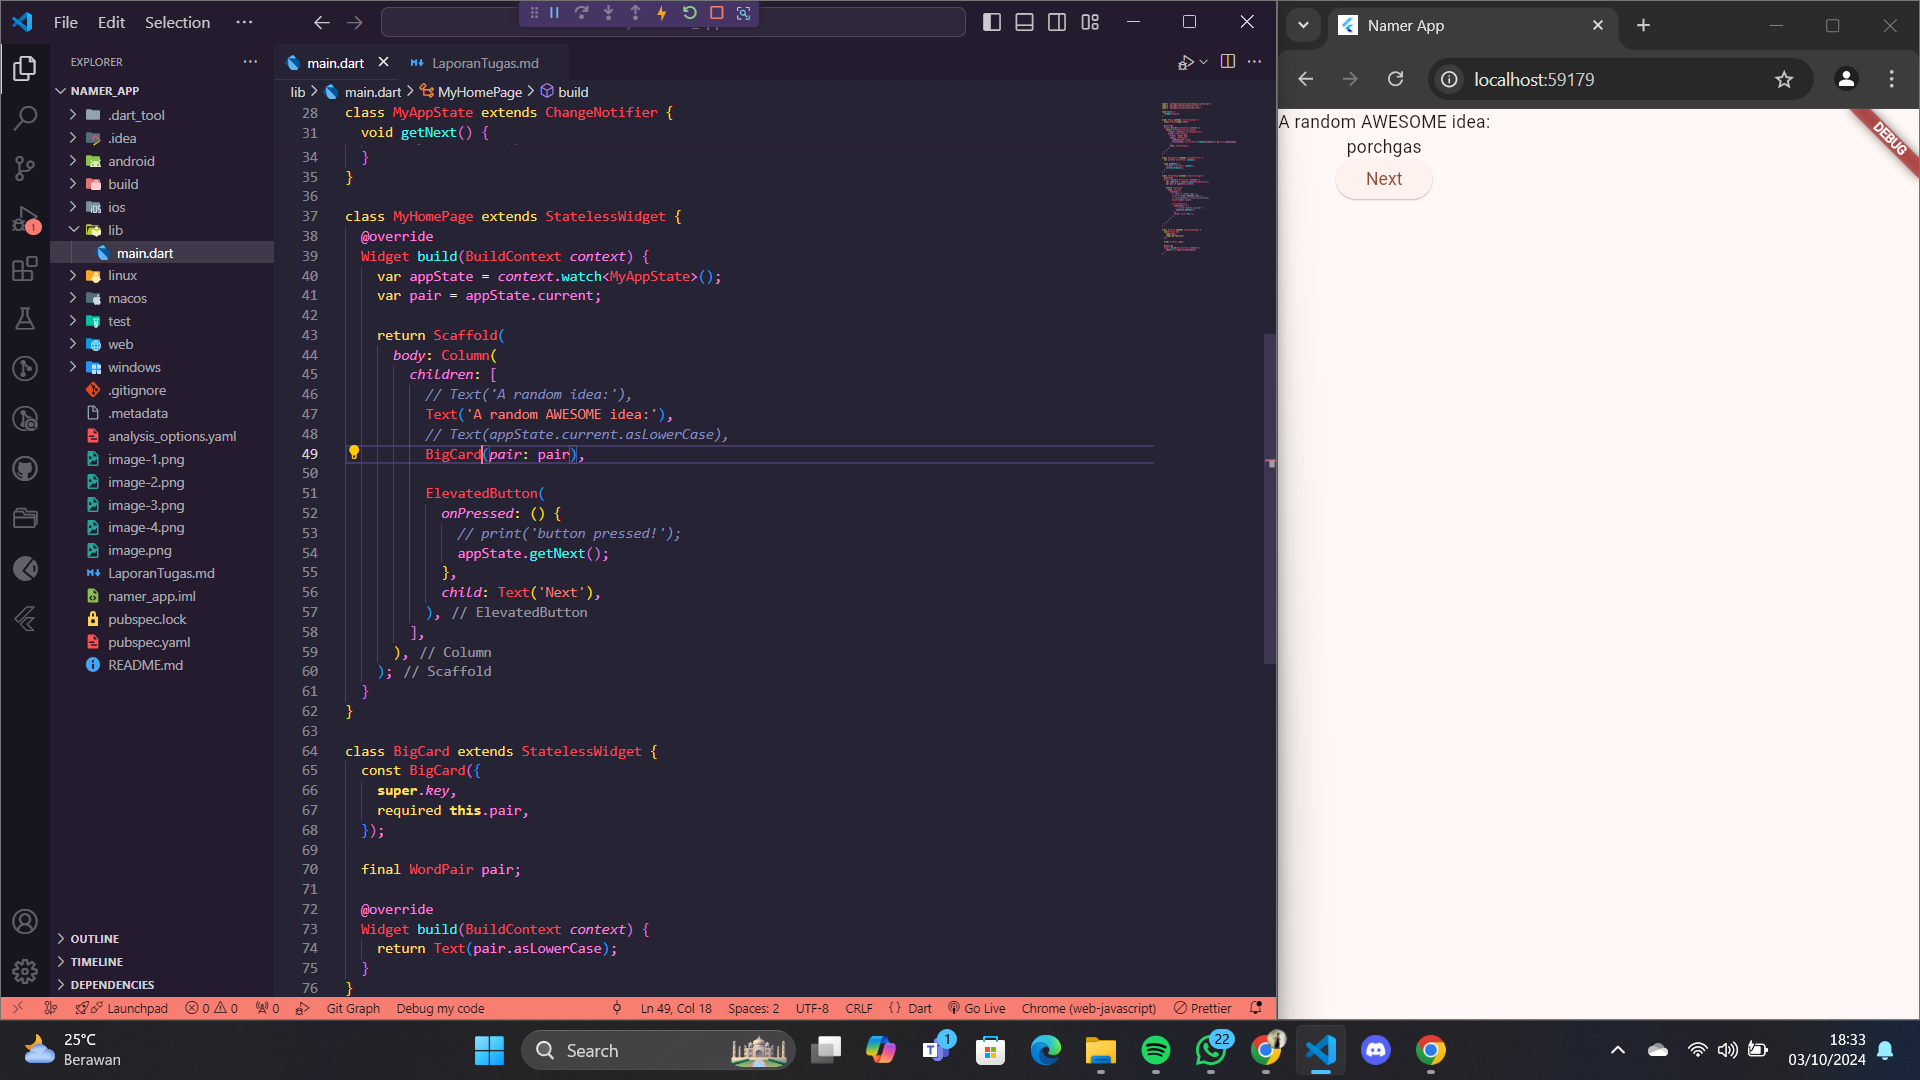 File Edit Selection ···
EXPLORER
NAMER_APP
.dart_tool
.idea
android
build
ios
lib
main.dart
linux
macos
test
web
windows
.gitignore
.metadata
analysis_options.yaml
image-1.png
image-2.png
image-3.png
image-4.png
image.png
LaporanTugas.md
namer_app.iml
pubspec.lock
pubspec.yaml
README.md
OUTLINE
TIMELINE
DEPENDENCIES
1
main.dart LaporanTugas.md
lib > main.dart > MyHomePage > build
28 class MyAppState extends ChangeNotifier {
31 void getNext() {
34 }
35 }
36
37 class MyHomePage extends StatelessWidget {
38 @override
39 Widget build(BuildContext context) {
40 var appState = context.watch<MyAppState>();
41 var pair = appState.current;
42
43 return Scaffold(
44 body: Column(
45 children: [
46 // Text('A random idea:'),
47 Text('A random AWESOME idea:'),
48 // Text(appState.current.asLowerCase),
49 BigCard(pair: pair),
50
51 ElevatedButton(
52 onPressed: () {
53 // print('button pressed!');
54 appState.getNext();
55 },
56 child: Text('Next'),
57 ), // ElevatedButton
58 ],
59 ), // Column
60 ); // Scaffold
61 }
62 }
63
64 class BigCard extends StatelessWidget {
65 const BigCard({
66 super.key,
67 required this.pair,
68 });
69
70 final WordPair pair;
71
72 @override
73 Widget build(BuildContext context) {
74 return Text(pair.asLowerCase);
75 }
76 }
Launchpad 0 0 0 Git Graph Debug my code Ln 49, Col 18 Spaces: 2 UTF-8 CRLF {} Dart Go Live Chrome (web-javascript) Prettier
Namer App
localhost:59179
A random AWESOME idea:
porchgas
Next
DEBUG
25°C
Berawan
Search
1
22
18:33
03/10/2024